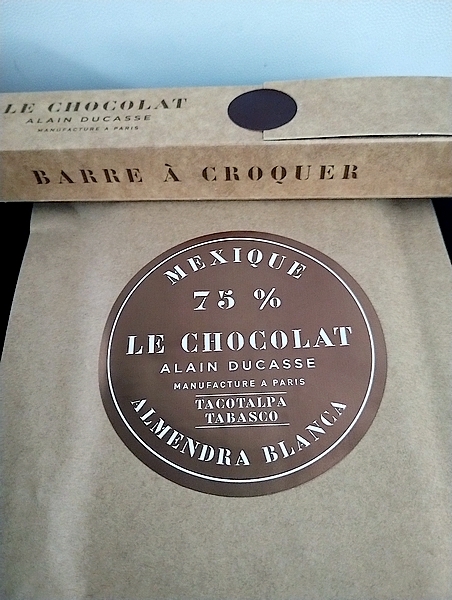 LE CHOCOLAT
ALAIN DUCASSE
MANUFACTURE A PARIS
BARRE À CROQUER
MEXIQUE
75 %
LE CHOCOLAT
ALAIN DUCASSE
MANUFACTURE A PARIS
TACOTALPA
TABASCO
ALMENDRA BLANCA